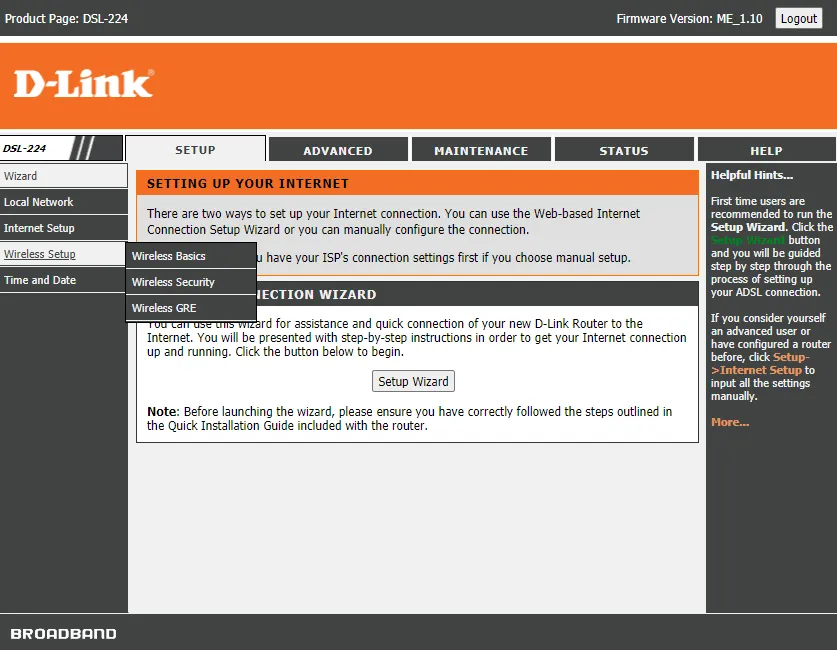 Product Page: DSL-224
Firmware Version: ME_1.10
Logout
D-Link®
DSL-224
SETUP
ADVANCED
MAINTENANCE
STATUS
HELP
Wizard
Local Network
Internet Setup
Wireless Setup
Time and Date
Wireless Basics
Wireless Security
Wireless GRE
SETTING UP YOUR INTERNET
There are two ways to set up your Internet connection. You can use the Web-based Internet
Connection Setup Wizard or you can manually configure the connection.
have your ISP's connection settings first if you choose manual setup.
WIZARD
You can use this wizard for assistance and quick connection of your new D-Link Router to the
Internet. You will be presented with step-by-step instructions in order to get your Internet connection
up and running. Click the button below to begin.
Setup Wizard
Note: Before launching the wizard, please ensure you have correctly followed the steps outlined in
the Quick Installation Guide included with the router.
Helpful Hints...
First time users are
recommended to run the
Setup Wizard. Click the
Setup Wizard button
and you will be guided
step by step through the
process of setting up
your ADSL connection.
If you consider yourself
an advanced user or
have configured a router
before, click Setup-
>Internet Setup to
input all the settings
manually.
More...
BROADBAND